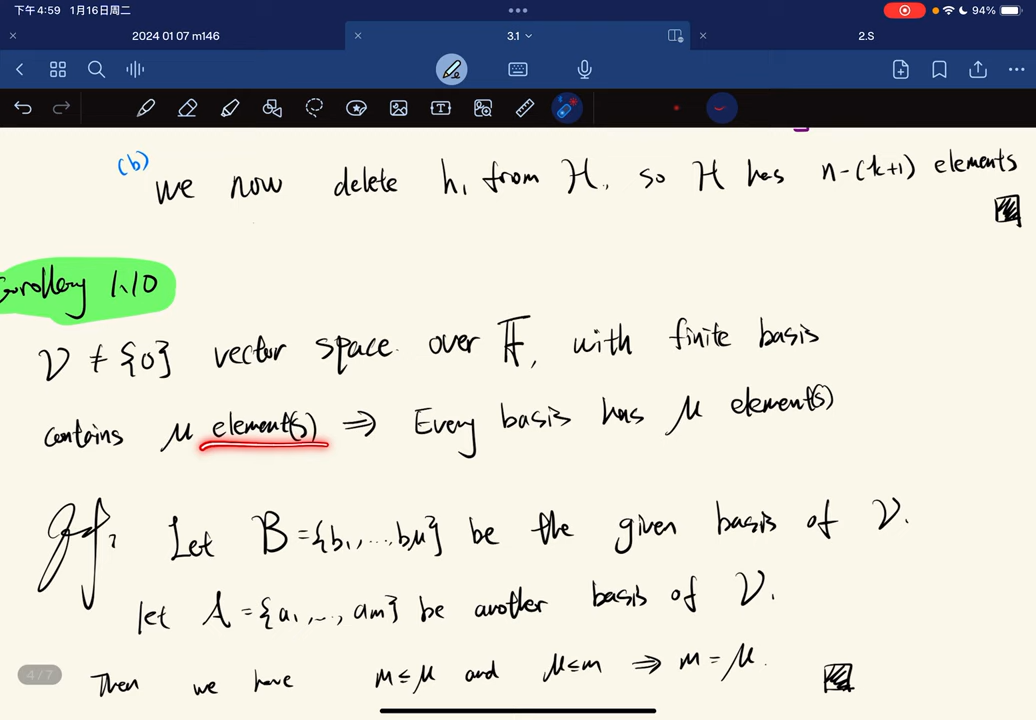 下午4:59 1月16日周二
94%
2024 01 07 m146
3.1
2.S
(b) we now delete h₁ from H, so H has n-(k+1) elements
Corollary 1.10
V ≠ {0} vector space over 𝔽, with finite basis
contains μ element(s) ⇒ Every basis has μ element(s)
Let B = {b₁, ... bμ} be the given basis of V.
let A = {a₁, ..., am} be another basis of V.
4/7
Then we have m ≤ μ and μ ≤ m ⇒ m = μ.